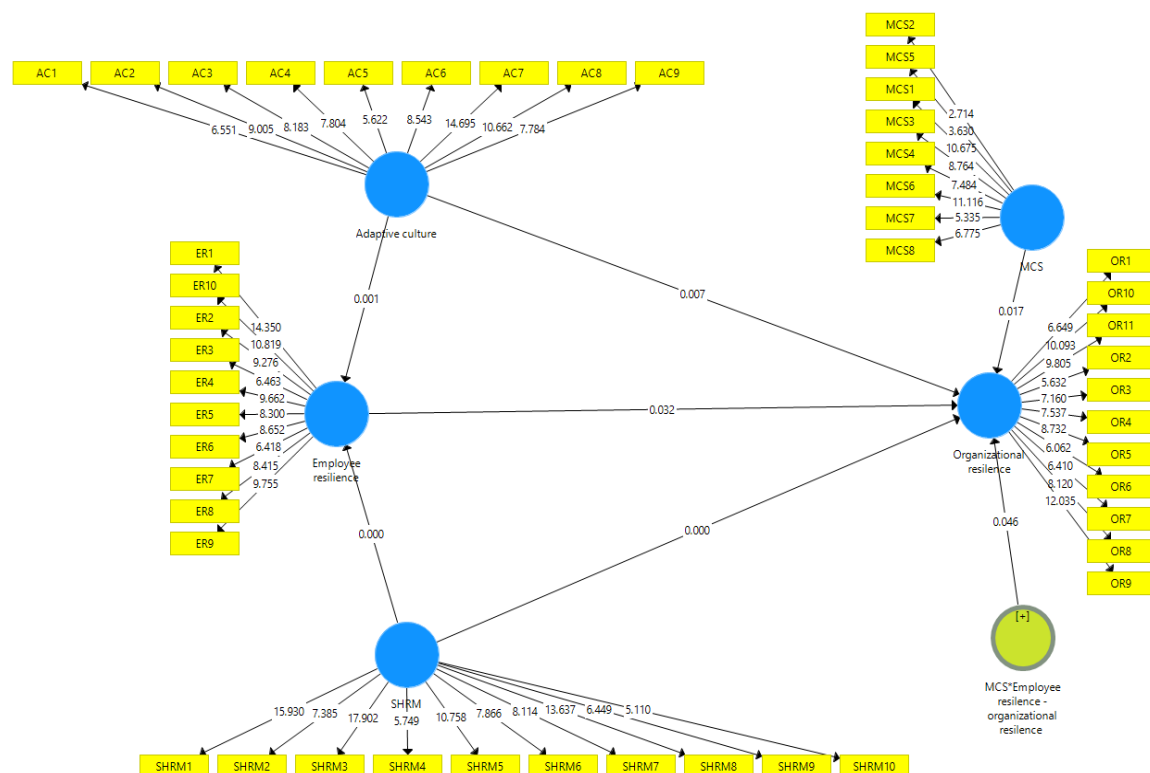 MCS2
MCS5
AC1 AC2 AC3 AC4 AC5 AC6 AC7 AC8 AC9
MCS1
MCS3
2.714
3.630
6.551 9.005 8.183 7.804 5.622 8.543 14.695 10.662 7.784
10.675
MCS4
8.764
7.484
MCS6
11.116
MCS7
5.335
6.775
MCS8
Adaptive culture
MCS
ER1
OR1
ER10
OR10
0.001
0.007
0.017
ER2
14.350
6.649
OR11
10.819
10.093
ER3
9.276
9.805
OR2
6.463
5.632
ER4
9.662
7.160
OR3
8.300
0.032
7.537
OR4
ER5
8.652
8.732
ER6
6.418
6.062
OR5
Employee
resilience
Organizational
resilence
8.415
6.410
ER7
9.755
8.120
OR6
12.035
ER8
OR7
0.000
0.000
0.046
ER9
OR8
OR9
[+]
SHRM
MCS*Employee
resilence -
organizational
resilence
15.930 7.385 17.902 5.749 10.758 7.866 8.114 13.637 6.449 5.110
SHRM1 SHRM2 SHRM3 SHRM4 SHRM5 SHRM6 SHRM7 SHRM8 SHRM9 SHRM10